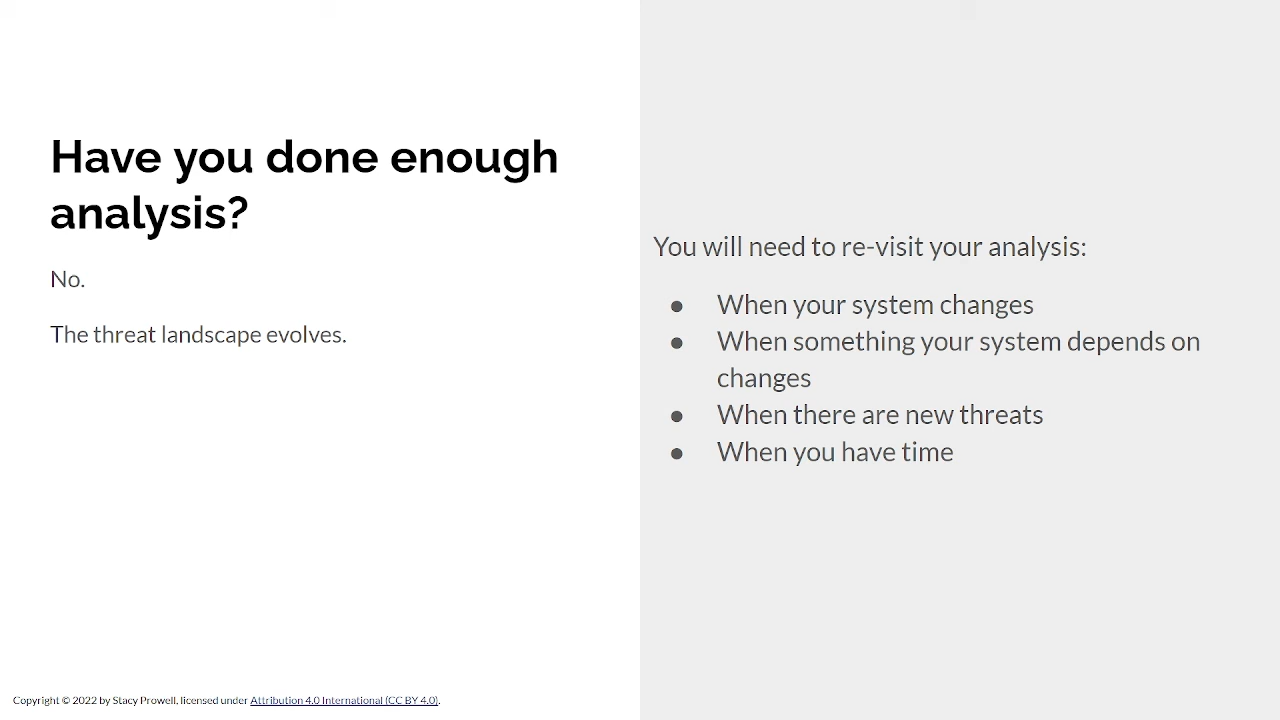 Have you done enough
analysis?
No.
The threat landscape evolves.
You will need to re-visit your analysis:
● When your system changes
● When something your system depends on
changes
● When there are new threats
● When you have time
Copyright © 2022 by Stacy Prowell, licensed under Attribution 4.0 International (CC BY 4.0).